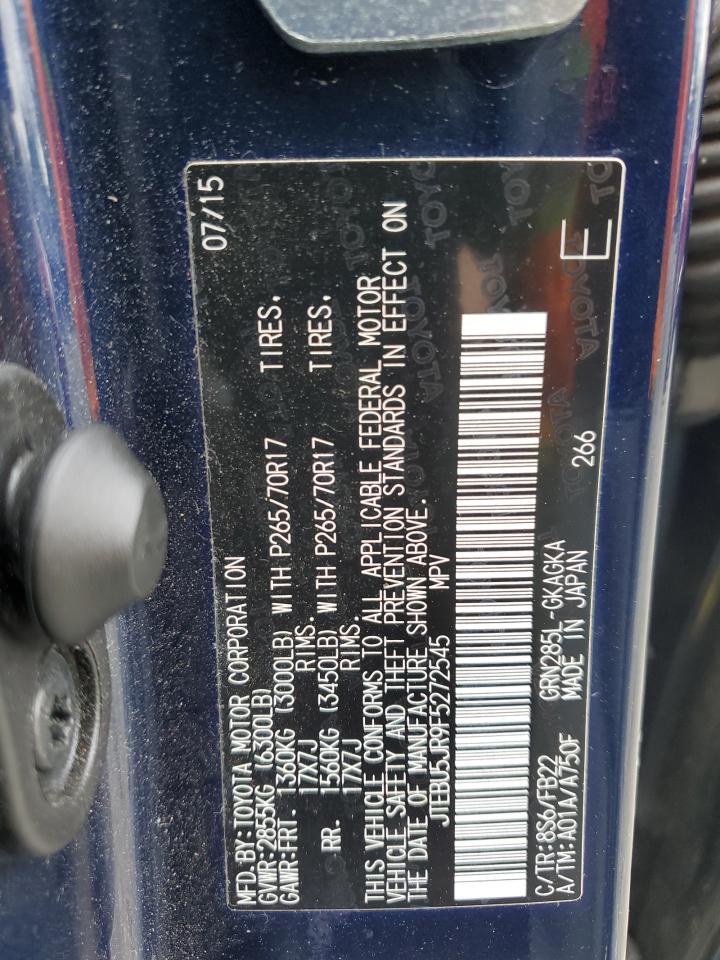 MFD.BY:TOYOTA MOTOR CORPORATION 07/15
GVWR:2855KG (6300LB)
GAWR:FRT. 1360KG (3000LB) WITH P265/70R17 TIRES.
17X7J RIMS.
RR. 1560KG (3450LB) WITH P265/70R17 TIRES.
17X7J RIMS.
THIS VEHICLE CONFORMS TO ALL APPLICABLE FEDERAL MOTOR
VEHICLE SAFETY AND THEFT PREVENTION STANDARDS IN EFFECT ON
THE DATE OF MANUFACTURE SHOWN ABOVE.
JTEBU5JR9F5272545 MPV
C/TR:8S6/FB22 GRN285L-GKAGKA 266
A/TM:A01A/A750F MADE IN JAPAN
E